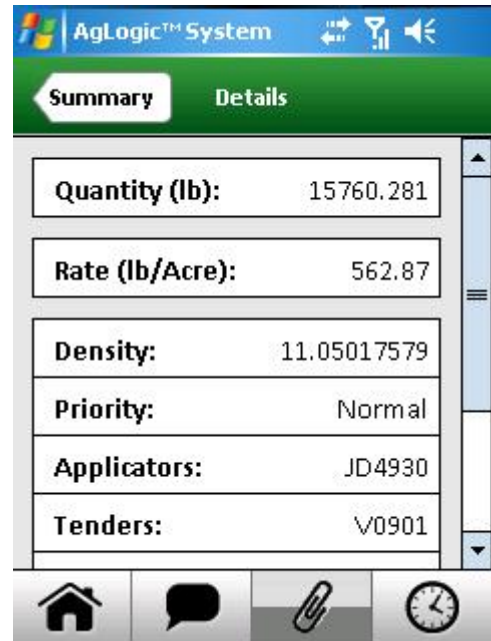 AgLogic™ System
Summary Details
Quantity (lb): 15760.281
Rate (lb/Acre): 562.87
Density: 11.05017579
Priority: Normal
Applicators: JD4930
Tenders: V0901